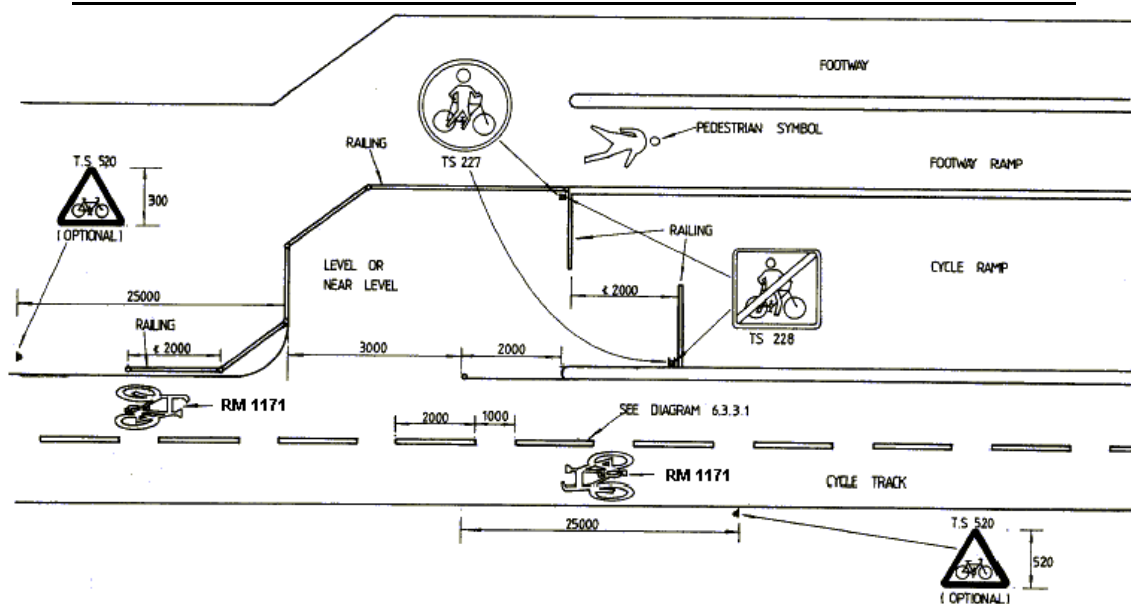 FOOTWAY
PEDESTRIAN SYMBOL
RAILING
TS 227
FOOTWAY RAMP
T.S 520
300
(OPTIONAL)
RAILING
LEVEL OR
NEAR LEVEL
CYCLE RAMP
25000
≮ 2000
TS 228
RAILING
≮ 2000
3000
2000
RM 1171
2000
1000
SEE DIAGRAM 6.3.3.1
RM 1171
CYCLE TRACK
25000
T.S 520
520
(OPTIONAL)